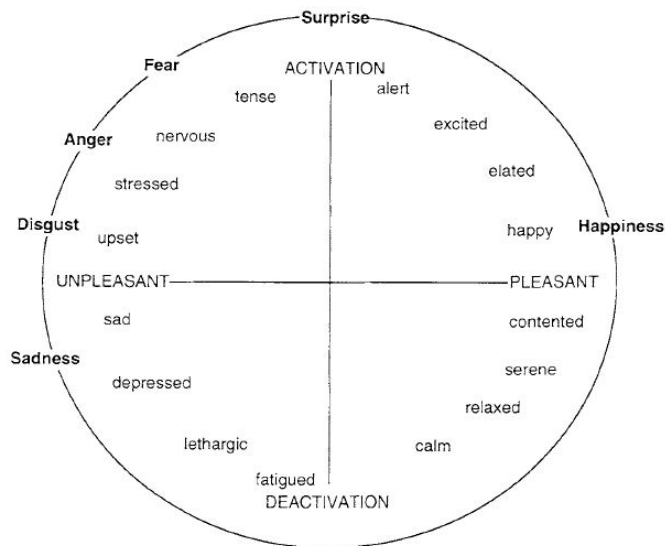 Surprise
Fear
ACTIVATION
tense
alert
excited
Anger
nervous
elated
stressed
Disgust
upset
happy
Happiness
UNPLEASANT
PLEASANT
sad
contented
Sadness
serene
depressed
relaxed
lethargic
calm
fatigued
DEACTIVATION